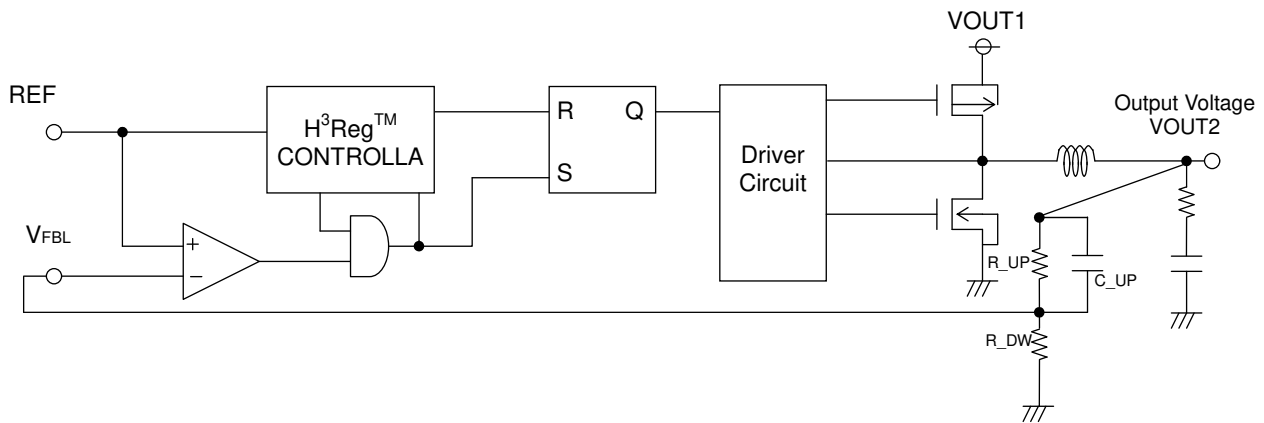 VOUT1
REF
H³Reg™
CONTROLLA
R
Q
S
Driver
Circuit
Output Voltage
VOUT2
VFBL
+
−
R_UP
C_UP
R_DW